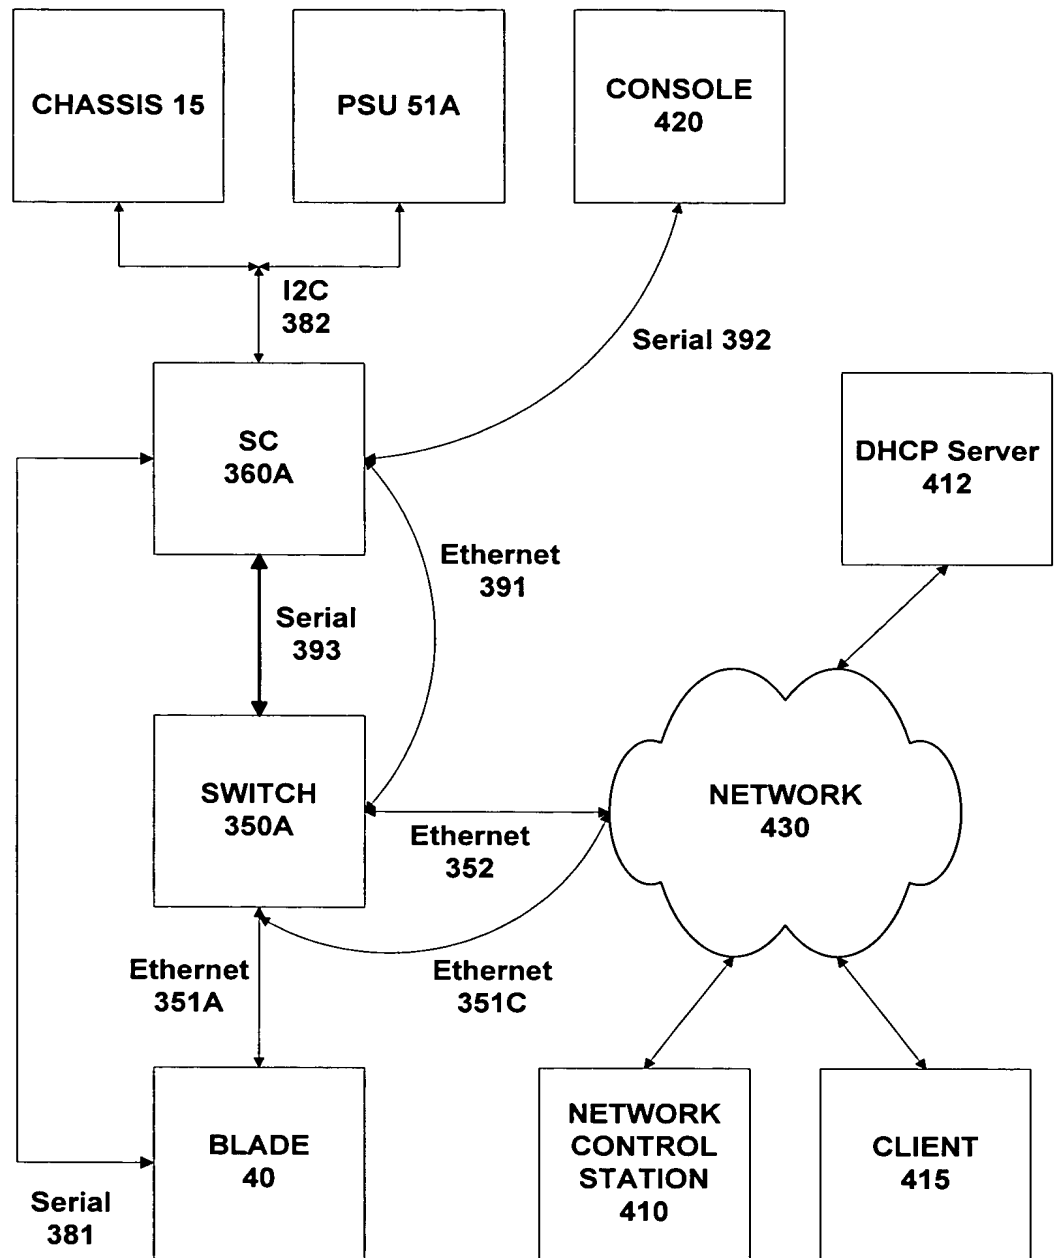 CHASSIS 15
PSU 51A
CONSOLE
420
I2C
382
Serial 392
SC
360A
DHCP Server
412
Ethernet
391
Serial
393
SWITCH
350A
NETWORK
430
Ethernet
352
Ethernet
351A
Ethernet
351C
BLADE
40
NETWORK
CONTROL
STATION
410
CLIENT
415
Serial
381